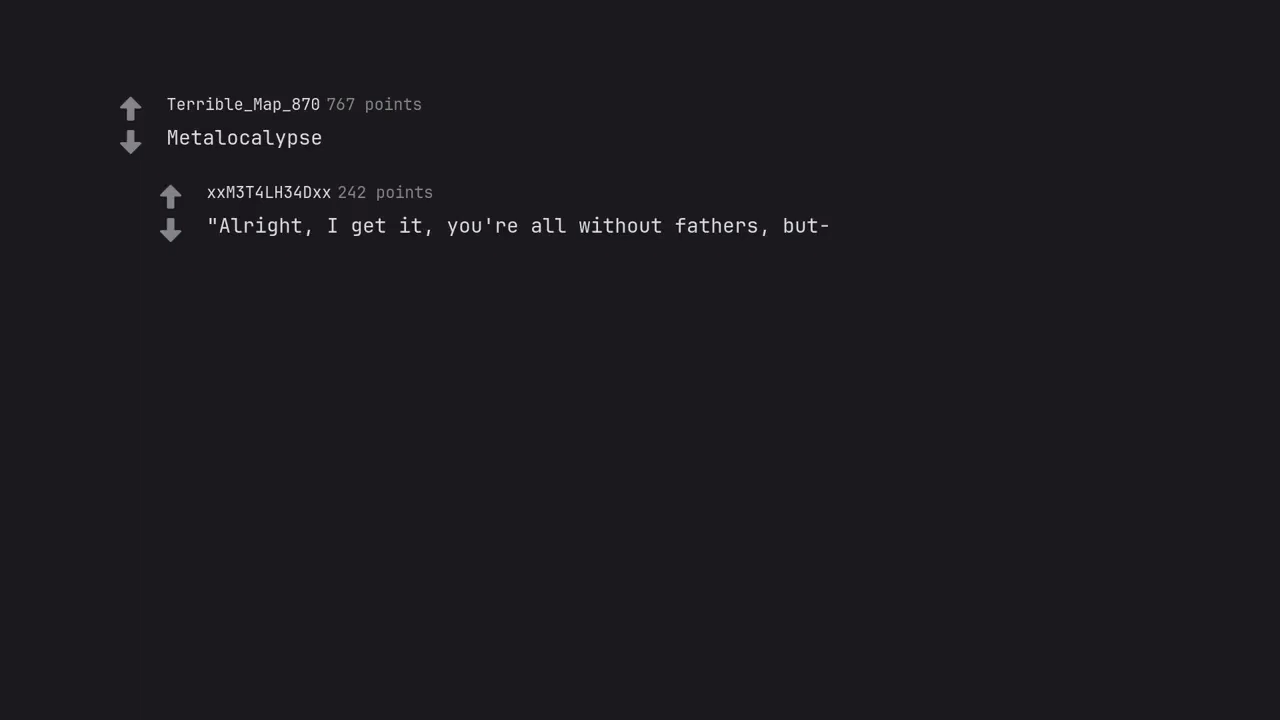 Terrible_Map_870 767 points
Metalocalypse
xxM3T4LH34Dxx 242 points
"Alright, I get it, you're all without fathers, but-